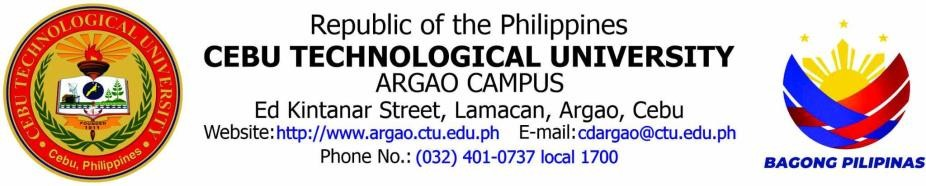 CEBU TECHNOLOGICAL UNIVERSITY
FOUNDED
1911
Cebu, Philippines
Republic of the Philippines
CEBU TECHNOLOGICAL UNIVERSITY
ARGAO CAMPUS
Ed Kintanar Street, Lamacan, Argao, Cebu
Website:http://www.argao.ctu.edu.ph E-mail:cdargao@ctu.edu.ph
Phone No.: (032) 401-0737 local 1700
BAGONG PILIPINAS